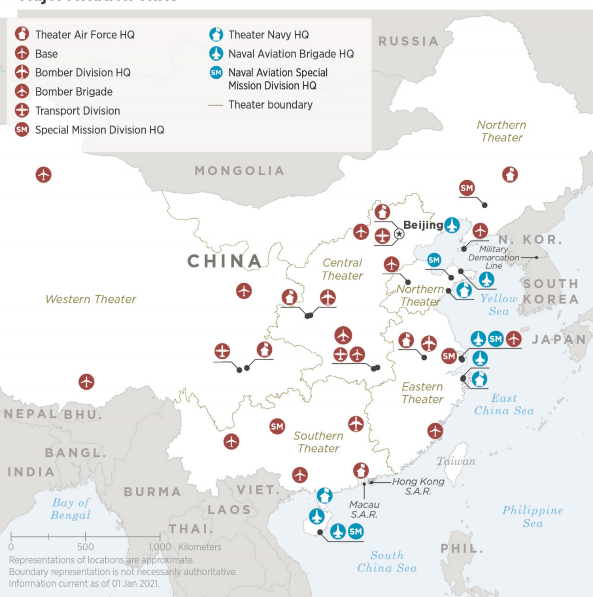 Theater Air Force HQ
Base
Bomber Division HQ
Bomber Brigade
Transport Division
SM Special Mission Division HQ
Theater Navy HQ
Naval Aviation Brigade HQ
SM Naval Aviation Special
Mission Division HQ
Theater boundary
RUSSIA
Northern
Theater
MONGOLIA
SM
Beijing
N. KOR.
Military
Demarcation
Line
CHINA
Central
Theater
SM
Western Theater
Northern
Theater
Yellow
Sea
SOUTH
KOREA
SM
JAPAN
SM
Eastern
Theater
East
China Sea
NEPAL
BHU.
SM
Southern
Theater
BANGL.
INDIA
Taiwan
BURMA
VIET.
Hong Kong
S.A.R.
Macau
S.A.R.
LAOS
Bay of
Bengal
THAI.
SM
Philippine
Sea
South
China Sea
PHIL.
0 500 1,000 Kilometers
Representations of locations are approximate.
Boundary representation is not necessarily authoritative.
Information current as of 01 Jan 2021.